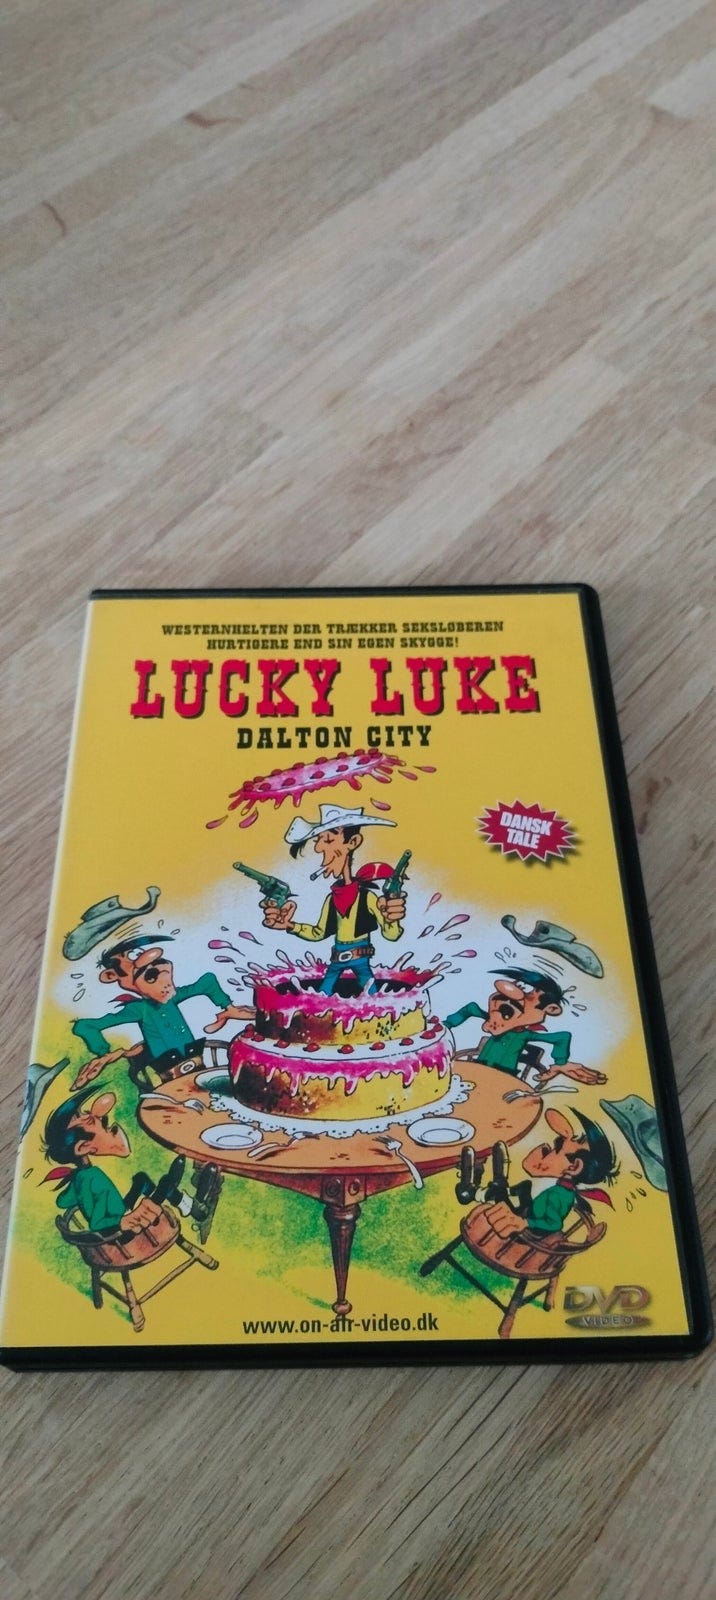 WESTERNHELTEN DER TRÆKKER SEKSLØBEREN
HURTIGERE END SIN EGEN SKYGGE!
LUCKY LUKE
DALTON CITY
DANSK
TALE
www.on-air-video.dk
DVD
VIDEO